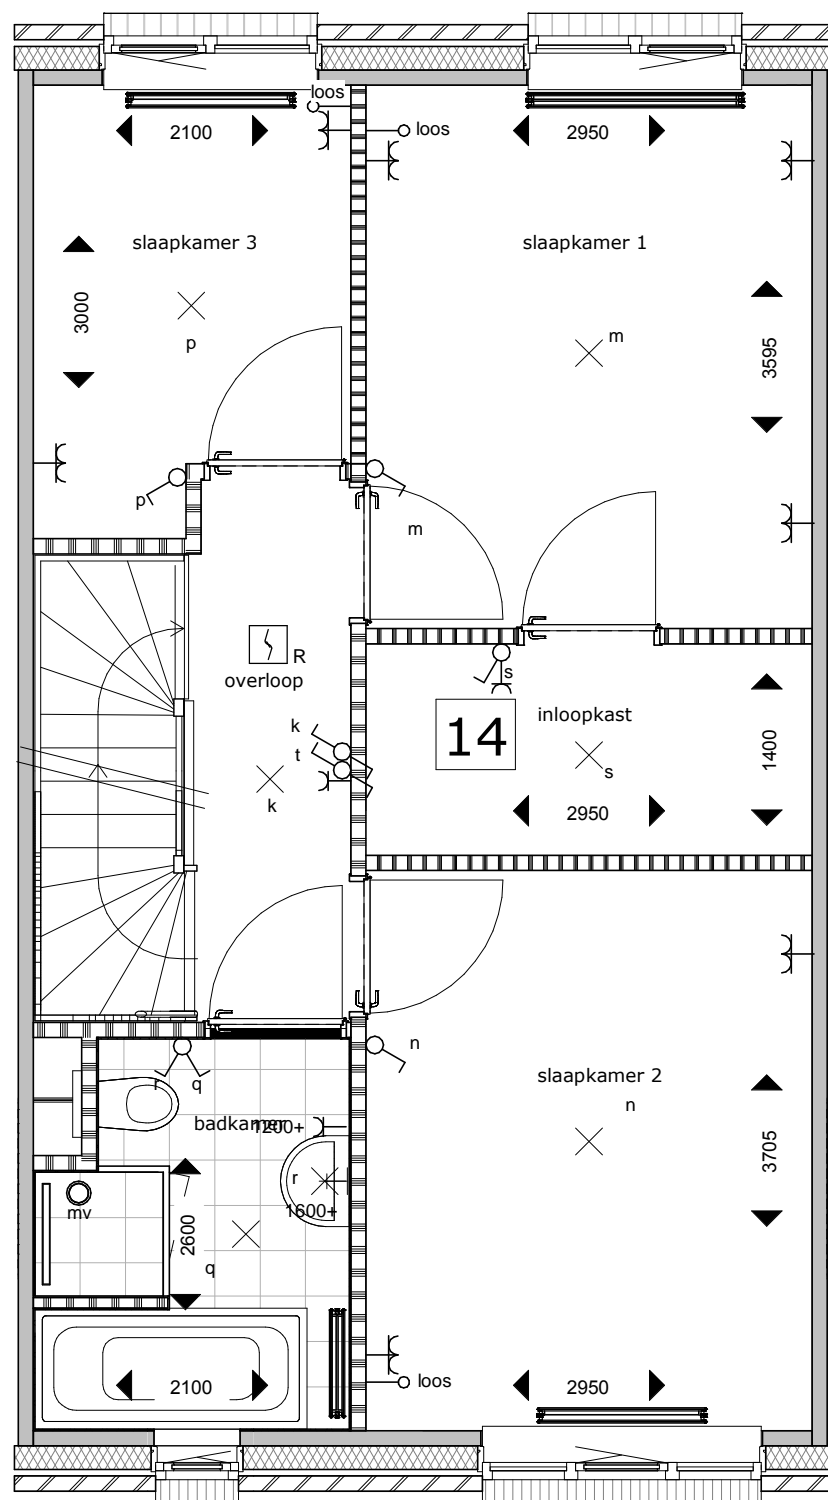 loos
loos
2100
2950
slaapkamer 3
slaapkamer 1
3000
3595
p
m
p
m
R
overloop
s
k
t
14
inloopkast
1400
k
s
2950
n
r
q
slaapkamer 2
badkamer
1200+
n
3705
r
mv
1600+
2600
q
2100
loos
2950